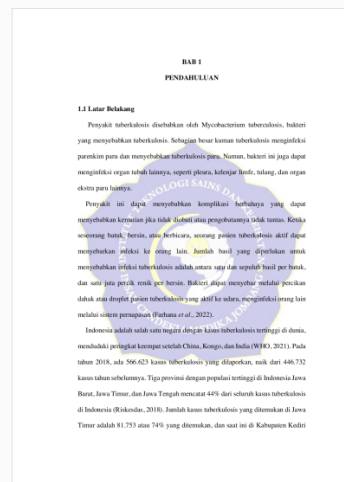 BAB 1
PENDAHULUAN
1.1 Latar Belakang
Penyakit tuberkulosis disebabkan oleh Mycobacterium tuberculosis, bakteri
yang menyebabkan tuberkulosis. Sebagian besar kuman tuberkulosis menginfeksi
parenkim paru dan menyebabkan tuberkulosis paru. Namun, bakteri ini juga dapat
menginfeksi organ tubuh lainnya, seperti pleura, kelenjar limfe, tulang, dan organ
ekstra paru lainnya.
Penyakit ini dapat menyebabkan komplikasi berbahaya yang dapat
menyebabkan kematian jika tidak diobati atau pengobatannya tidak tuntas. Ketika
seseorang batuk, bersin, atau berbicara, seorang pasien tuberkulosis aktif dapat
menyebarkan infeksi ke orang lain. Jumlah basil yang diperlukan untuk
menyebabkan infeksi tuberkulosis adalah antara satu dan sepuluh basil per batuk,
dan satu juta percik renik per bersin. Bakteri dapat menyebar melalui percikan
dahak atau droplet pasien tuberkulosis yang aktif ke udara, menginfeksi orang lain
melalui sistem pernapasan (Farhana et al., 2022).
Indonesia adalah salah satu negara dengan kasus tuberkulosis tertinggi di dunia,
menduduki peringkat keempat setelah China, Kongo, dan India (WHO, 2021). Pada
tahun 2018, ada 566.623 kasus tuberkulosis yang dilaporkan, naik dari 446.732
kasus tahun sebelumnya. Tiga provinsi dengan populasi tertinggi di Indonesia Jawa
Barat, Jawa Timur, dan Jawa Tengah mencatat 44% dari seluruh kasus tuberkulosis
di Indonesia (Riskesdas, 2018). Jumlah kasus tuberkulosis yang ditemukan di Jawa
Timur adalah 81.753 atau 74% yang ditemukan, dan saat ini di Kabupaten Kediri